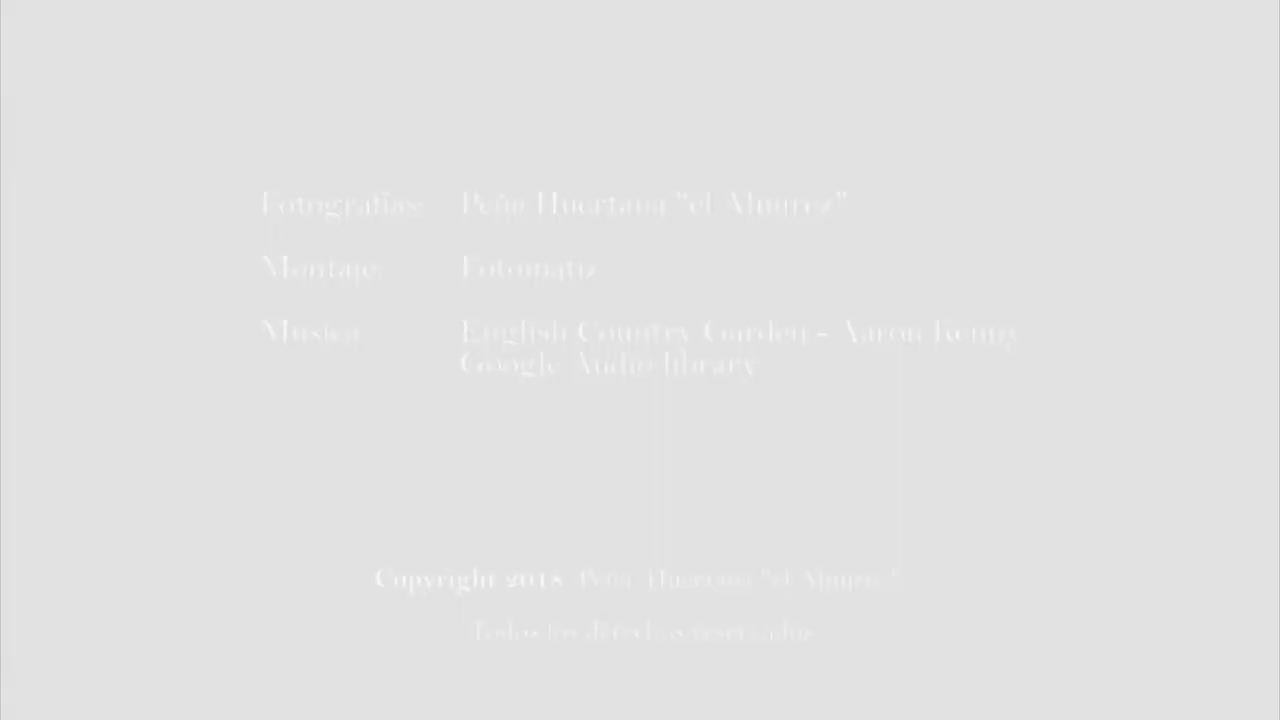 Fotografías: Peña Huertana "el Almirez"
Montaje: Fotomatiz
Musica: English Country Garden – Aaron Kenny
Google Audio library
Copyright 2018 Peña Huertana "el Almirez"
Todos los derechos reservados